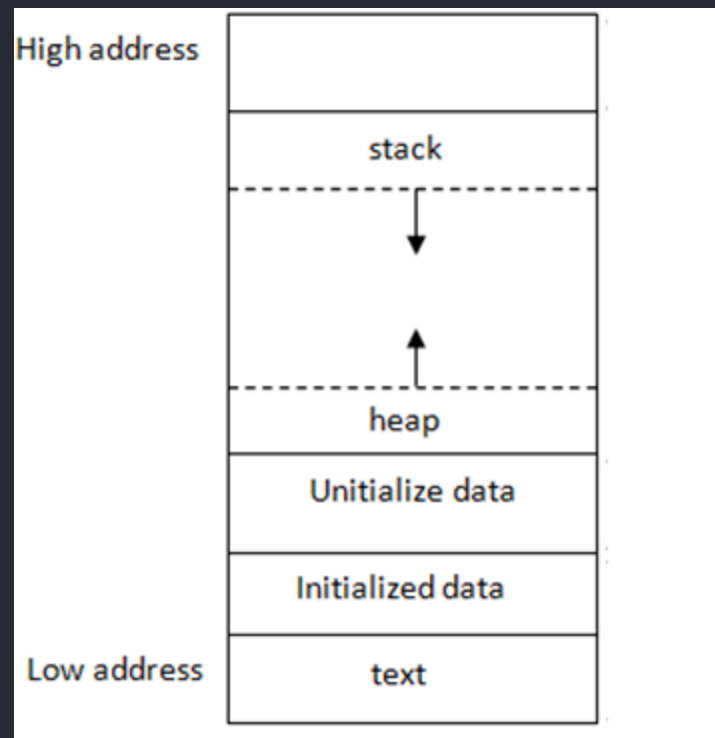 High address
stack
heap
Unitialize data
Initialized data
Low address
text